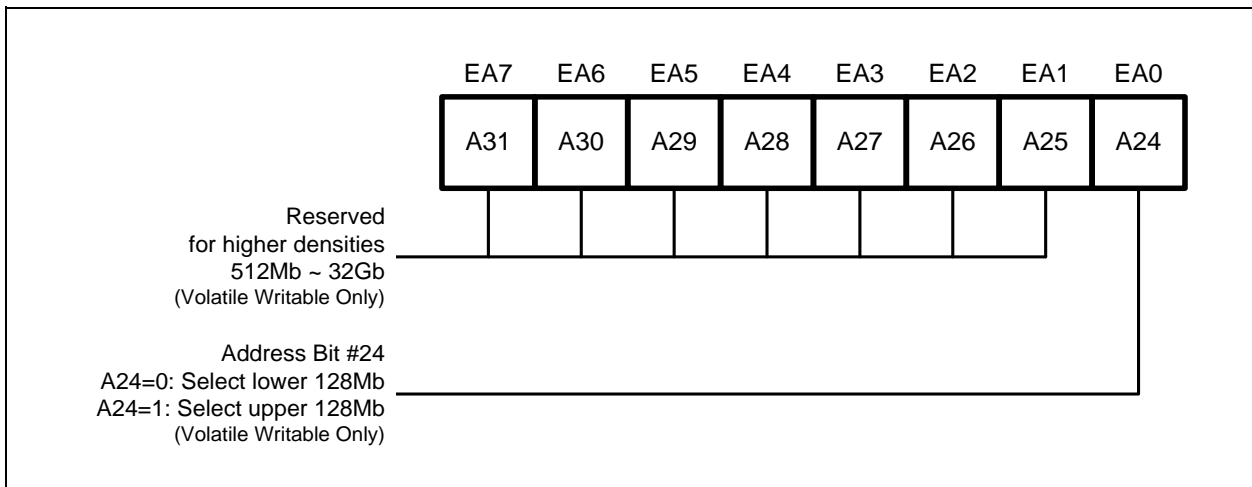 EA7 EA6 EA5 EA4 EA3 EA2 EA1 EA0
A31 A30 A29 A28 A27 A26 A25 A24
Reserved
for higher densities
512Mb ~ 32Gb
(Volatile Writable Only)
Address Bit #24
A24=0: Select lower 128Mb
A24=1: Select upper 128Mb
(Volatile Writable Only)